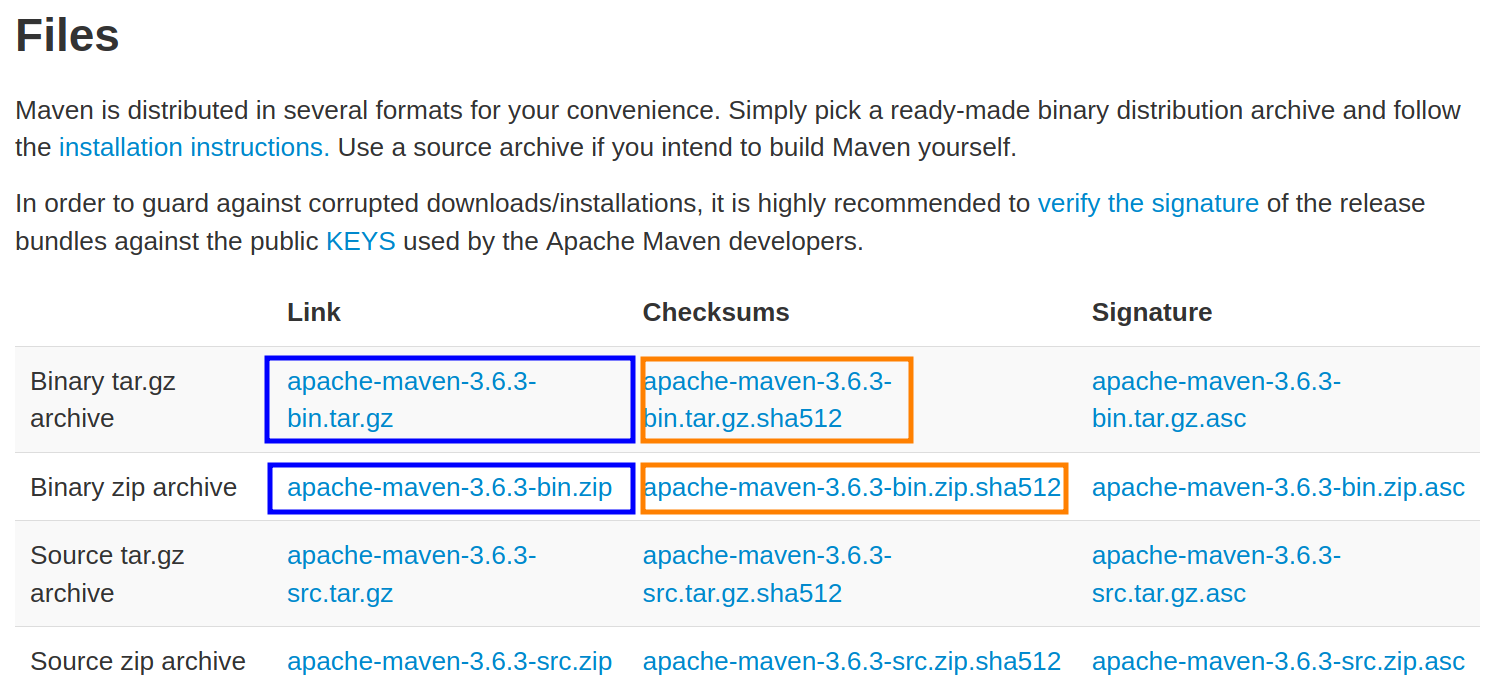 Files
Maven is distributed in several formats for your convenience. Simply pick a ready-made binary distribution archive and follow
the installation instructions. Use a source archive if you intend to build Maven yourself.
In order to guard against corrupted downloads/installations, it is highly recommended to verify the signature of the release
bundles against the public KEYS used by the Apache Maven developers.
Link Checksums Signature
Binary tar.gz apache-maven-3.6.3- apache-maven-3.6.3- apache-maven-3.6.3-
archive bin.tar.gz bin.tar.gz.sha512 bin.tar.gz.asc
Binary zip archive apache-maven-3.6.3-bin.zip apache-maven-3.6.3-bin.zip.sha512 apache-maven-3.6.3-bin.zip.asc
Source tar.gz apache-maven-3.6.3- apache-maven-3.6.3- apache-maven-3.6.3-
archive src.tar.gz src.tar.gz.sha512 src.tar.gz.asc
Source zip archive apache-maven-3.6.3-src.zip apache-maven-3.6.3-src.zip.sha512 apache-maven-3.6.3-src.zip.asc